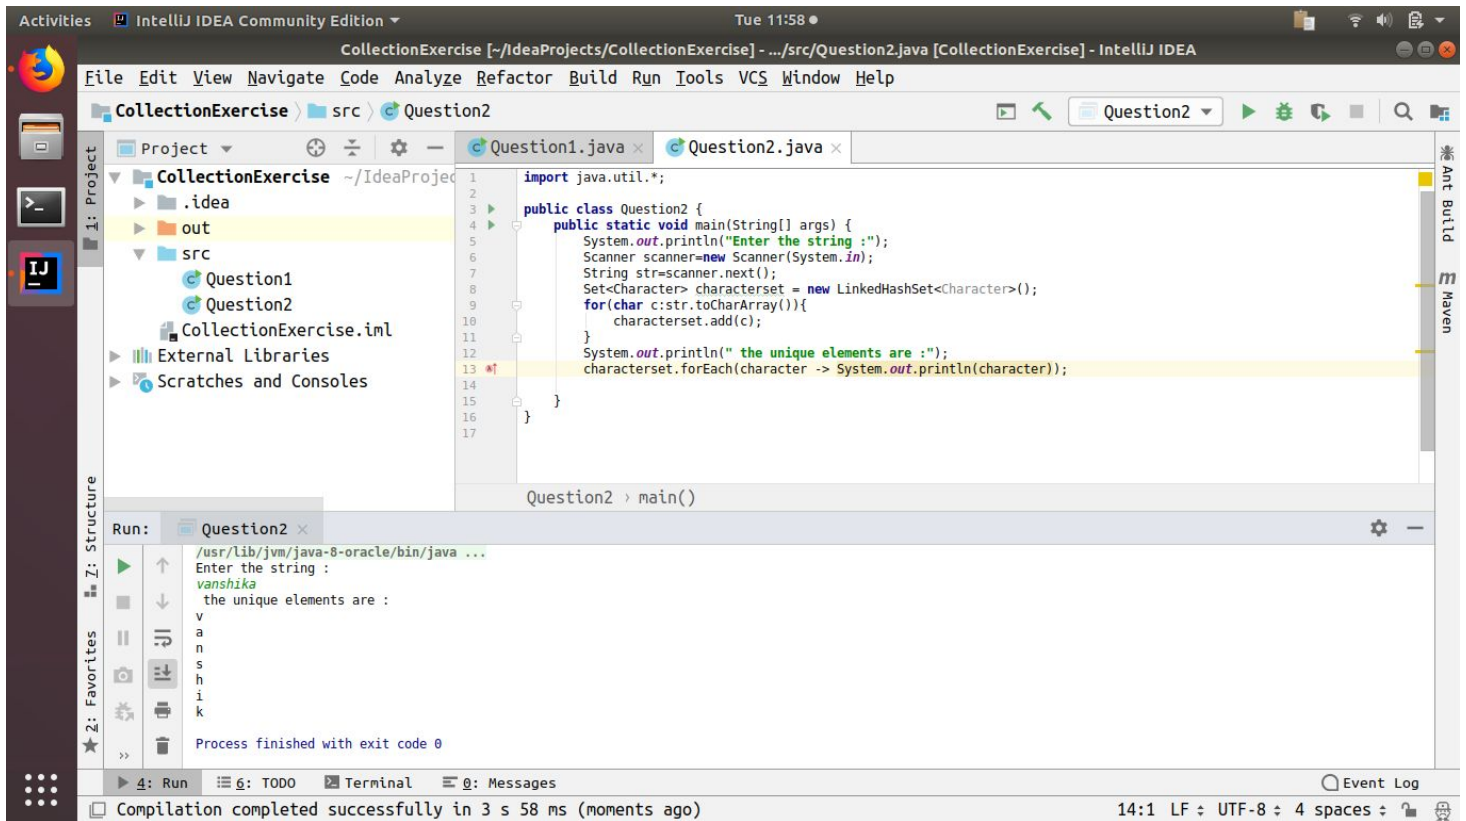 Activities IntelliJ IDEA Community Edition Tue 11:58
CollectionExercise [~/IdeaProjects/CollectionExercise] - .../src/Question2.java [CollectionExercise] - IntelliJ IDEA
File Edit View Navigate Code Analyze Refactor Build Run Tools VCS Window Help
CollectionExercise src Question2 Question2
Project Question1.java Question2.java
CollectionExercise ~/IdeaProjec
.idea
out
src
Question1
Question2
CollectionExercise.iml
External Libraries
Scratches and Consoles
1: Project
7: Structure
2: Favorites
1 import java.util.*;
2
3 public class Question2 {
4 public static void main(String[] args) {
5 System.out.println("Enter the string :");
6 Scanner scanner=new Scanner(System.in);
7 String str=scanner.next();
8 Set<Character> characterset = new LinkedHashSet<Character>();
9 for(char c:str.toCharArray()){
10 characterset.add(c);
11 }
12 System.out.println(" the unique elements are :");
13 characterset.forEach(character -> System.out.println(character));
14
15 }
16 }
17
Question2 › main()
Ant Build
m Maven
Run: Question2
/usr/lib/jvm/java-8-oracle/bin/java ...
Enter the string :
vanshika
the unique elements are :
v
a
n
s
h
i
k
Process finished with exit code 0
4: Run 6: TODO Terminal 0: Messages Event Log
Compilation completed successfully in 3 s 58 ms (moments ago) 14:1 LF UTF-8 4 spaces